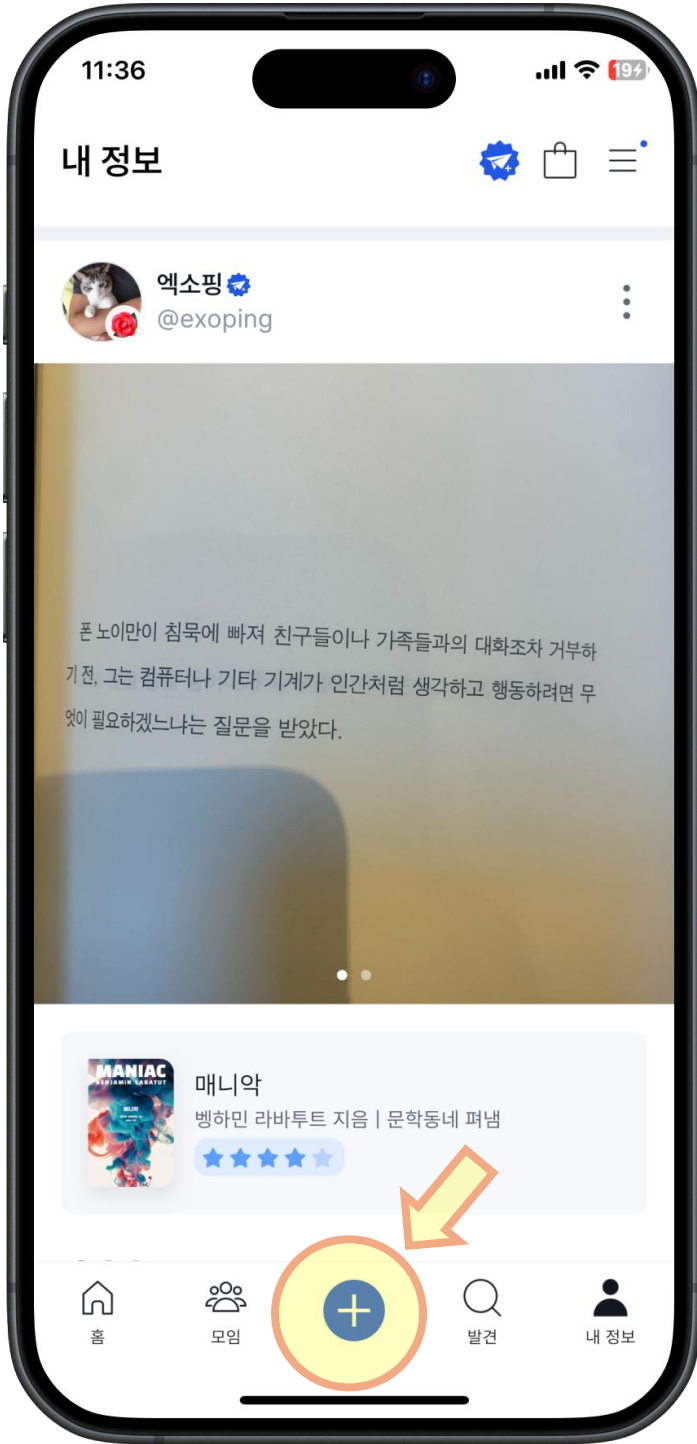 11:36
19
내 정보
엑소핑
@exoping
폰 노이만이 침묵에 빠져 친구들이나 가족들과의 대화조차 거부하
기 전, 그는 컴퓨터나 기타 기계가 인간처럼 생각하고 행동하려면 무
엇이 필요하겠느냐는 질문을 받았다.
MANIAC
BENJAMIN LABATUT
매니악
매니악
벵하민 라바투트 지음 | 문학동네 펴냄
홈
모임
발견
내 정보